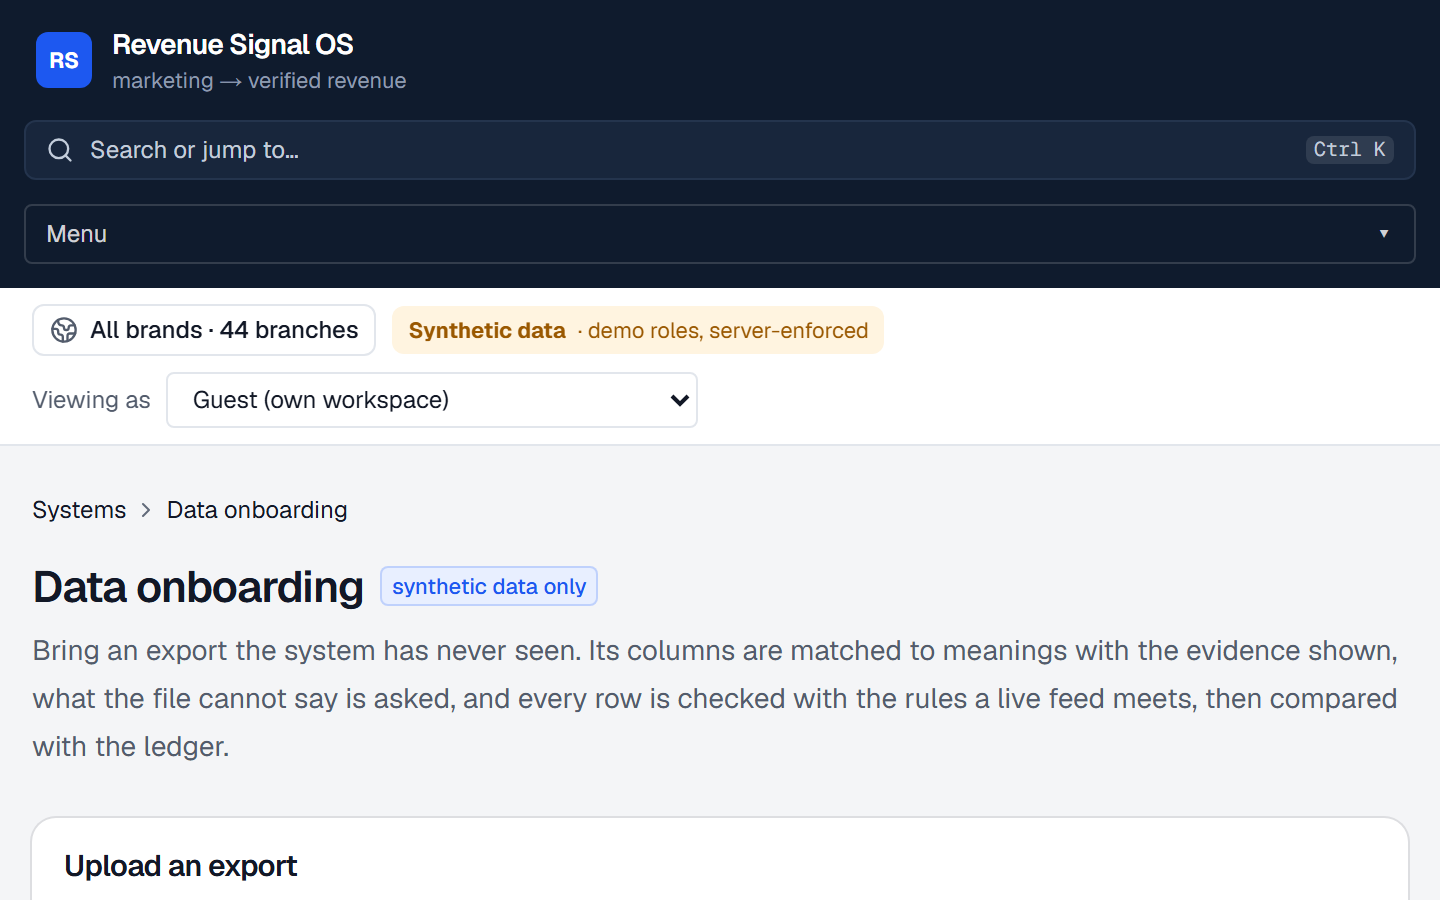 RS
Revenue Signal OS
marketing → verified revenue
Search or jump to...
Ctrl K
Menu
All brands · 44 branches
Synthetic data · demo roles, server-enforced
Viewing as
Guest (own workspace)
Systems > Data onboarding
Data onboarding
synthetic data only
Bring an export the system has never seen. Its columns are matched to meanings with the evidence shown,
what the file cannot say is asked, and every row is checked with the rules a live feed meets, then compared
with the ledger.
Upload an export